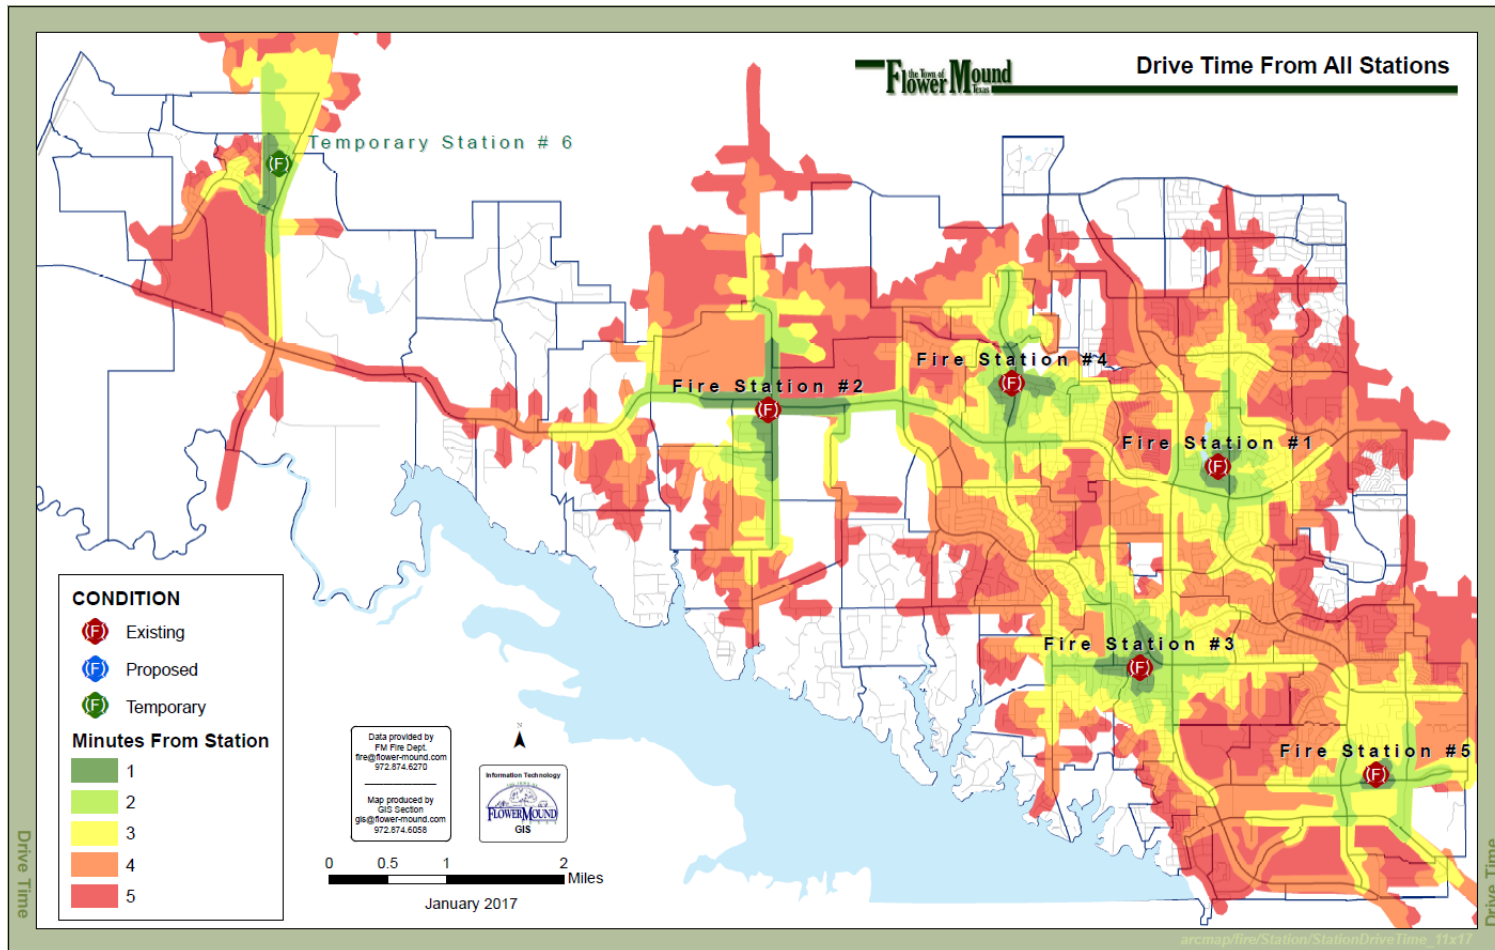 the Town of
Flower Mound
Texas
Drive Time From All Stations
Temporary Station # 6
Fire Station #4
Fire Station #2
Fire Station #1
Fire Station #3
Fire Station #5
CONDITION
(F) Existing
(F) Proposed
(F) Temporary
Minutes From Station
1
2
3
4
5
Data provided by
FM Fire Dept.
fire@flower-mound.com
972.874.6270
Map produced by
GIS Section
gis@flower-mound.com
972.874.6058
N
Information Technology
FLOWER MOUND
GIS
0 0.5 1 2
Miles
January 2017
Drive Time
Drive Time
arcmap/fire/Station/StationDriveTime_11x17